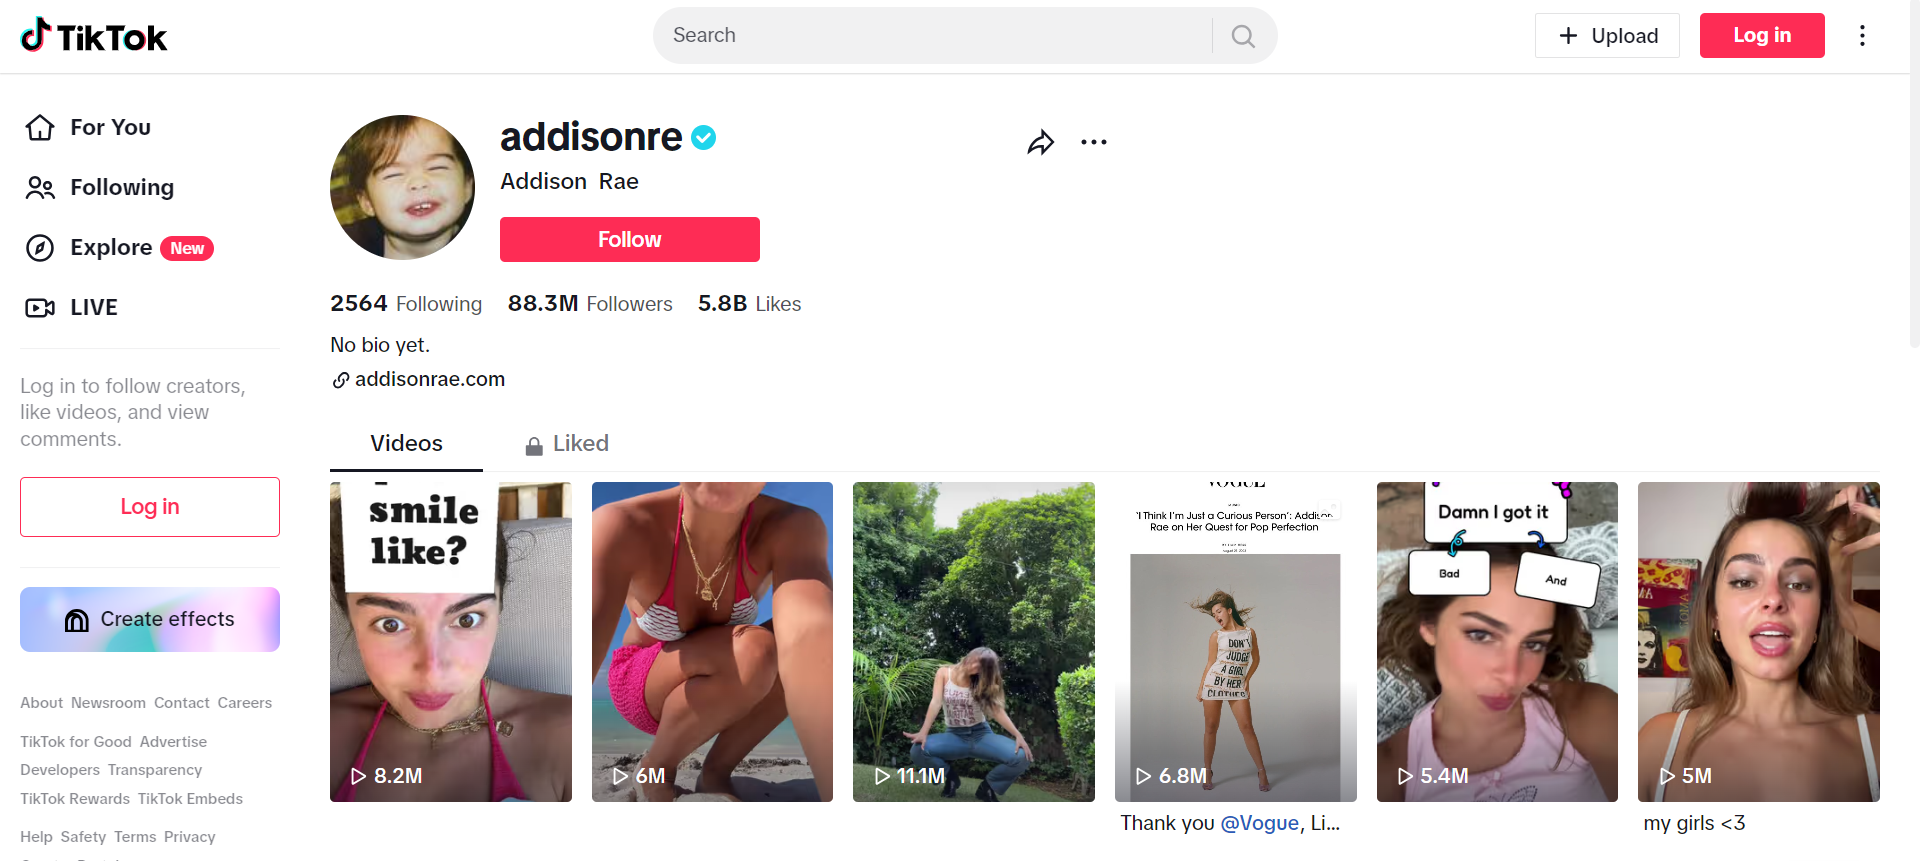 TikTok
Search
Upload
Log in
For You
Following
Explore New
LIVE
Log in to follow creators,
like videos, and view
comments.
Log in
Create effects
About Newsroom Contact Careers
TikTok for Good Advertise
Developers Transparency
TikTok Rewards TikTok Embeds
Help Safety Terms Privacy
addisonre
Addison Rae
Follow
2564 Following 88.3M Followers 5.8B Likes
No bio yet.
addisonrae.com
Videos Liked
smile
like?
8.2M
6M
11.1M
VOGUE
'I Think I'm Just a Curious Person': Addison
Rae on Her Quest for Pop Perfection
DON'T
JUDGE
A GIRL
BY HER
CLOTHES
6.8M
Thank you @Vogue, Li...
Damn I got it
Bad
And
5.4M
5M
my girls <3